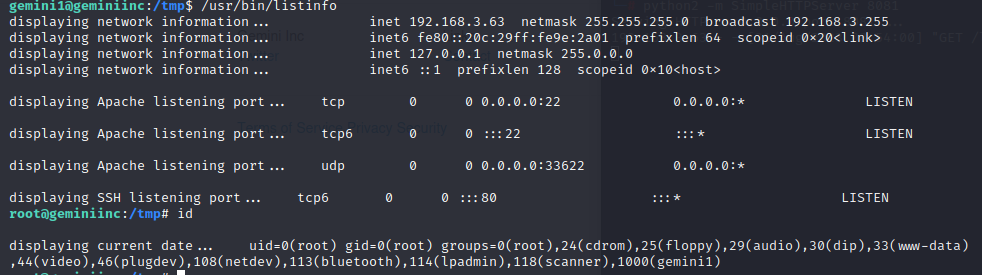 gemini1@geminiinc:/tmp$ /usr/bin/listinfo
displaying network information... inet 192.168.3.63 netmask 255.255.255.0 broadcast 192.168.3.255
displaying network information... inet6 fe80::20c:29ff:fe9e:2a01 prefixlen 64 scopeid 0×20<link>
displaying network information... inet 127.0.0.1 netmask 255.0.0.0
displaying network information... inet6 ::1 prefixlen 128 scopeid 0×10<host>
displaying Apache listening port... tcp 0 0 0.0.0.0:22 0.0.0.0:* LISTEN
displaying Apache listening port... tcp6 0 0 :::22 :::* LISTEN
displaying Apache listening port... udp 0 0 0.0.0.0:33622 0.0.0.0:*
displaying SSH listening port... tcp6 0 0 :::80 :::* LISTEN
root@geminiinc:/tmp# id
displaying current date... uid=0(root) gid=0(root) groups=0(root),24(cdrom),25(floppy),29(audio),30(dip),33(www-data)
,44(video),46(plugdev),108(netdev),113(bluetooth),114(lpadmin),118(scanner),1000(gemini1)